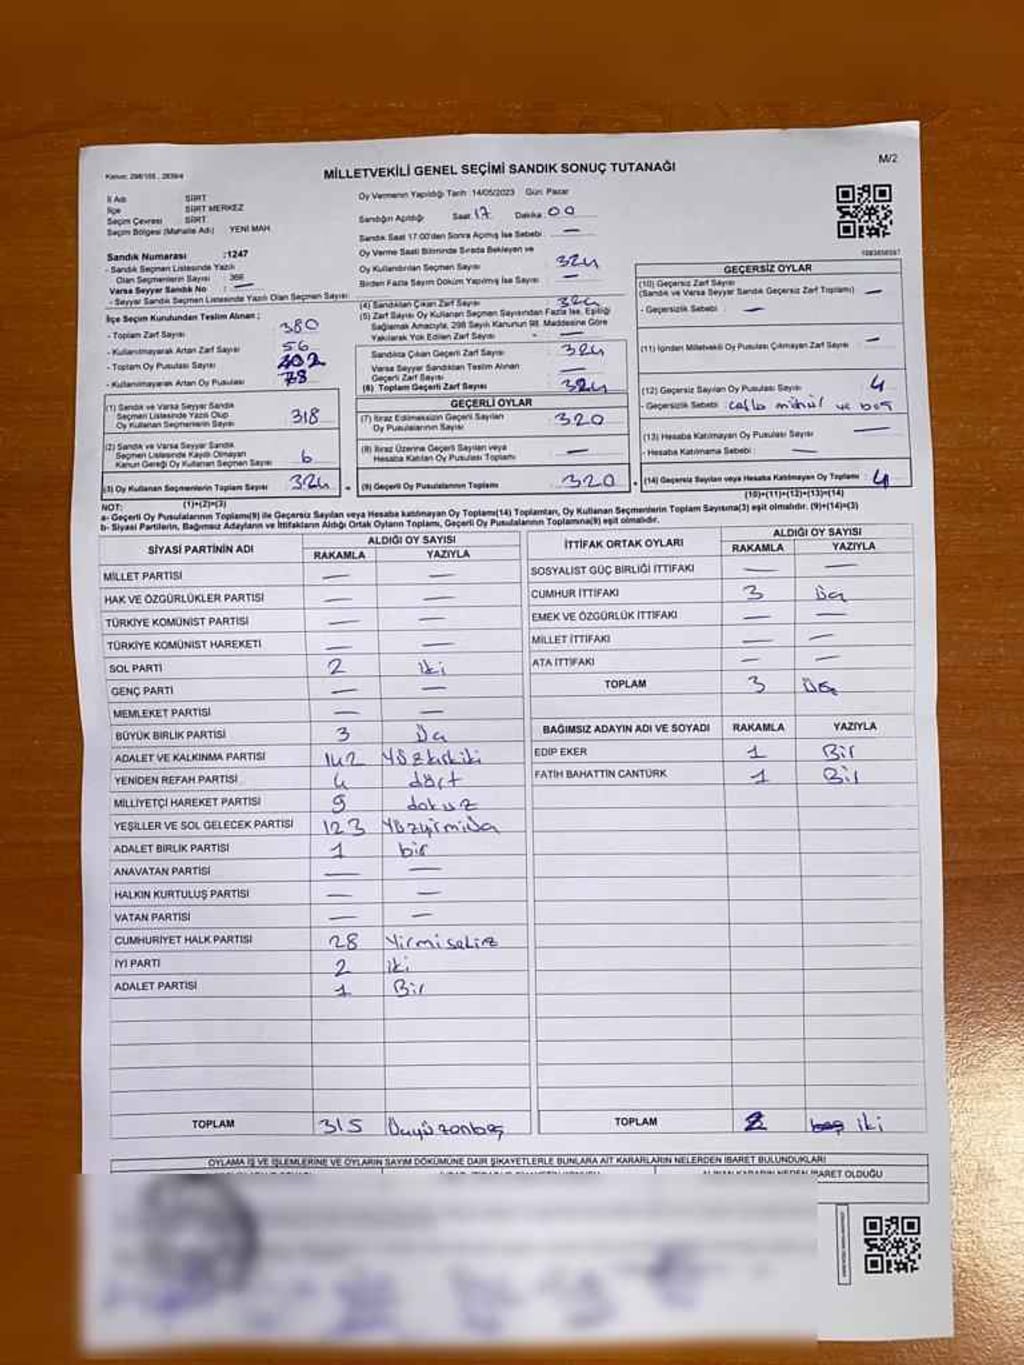 M/2
Kanun: 298/105 , 2839/4
MİLLETVEKİLİ GENEL SEÇİMİ SANDIK SONUÇ TUTANAĞI
İl Adı SİİRT
İlçe SİİRT MERKEZ
Seçim Çevresi SİİRT
Seçim Bölgesi (Mahalle Adı) YENİ MAH
Sandık Numarası :1247
- Sandık Seçmen Listesinde Yazılı
Olan Seçmenlerin Sayısı 366
Varsa Seyyar Sandık No : —
- Seyyar Sandık Seçmen Listesinde Yazılı Olan Seçmen Sayısı
İlçe Seçim Kurulundan Teslim Alınan ;
- Toplam Zarf Sayısı 380
- Kullanılmayarak Artan Zarf Sayısı 56
- Toplam Oy Pusulası Sayısı 402
- Kullanılmayarak Artan Oy Pusulası 78
(1) Sandık ve Varsa Seyyar Sandık
Seçmen Listesinde Yazılı Olup
Oy Kullanan Seçmenlerin Sayısı 318
(2) Sandık ve Varsa Seyyar Sandık
Seçmen Listesinde Kayıtlı Olmayan
Kanun Gereği Oy Kullanan Seçmen Sayısı 6
(3) Oy Kullanan Seçmenlerin Toplam Sayısı 324
(1)+(2)=(3)
Oy Vermenin Yapıldığı Tarih 14/05/2023 Gün: Pazar
Sandığın Açıldığı Saat 17 Dakika 00
Sandık Saat 17:00'den Sonra Açılmış İse Sebebi : —
Oy Verme Saati Bitiminde Sırada Bekleyen ve
Oy Kullandırılan Seçmen Sayısı 324
Birden Fazla Sayım Döküm Yapılmış İse Sayısı : —
(4) Sandıktan Çıkan Zarf Sayısı 324
(5) Zarf Sayısı Oy Kullanan Seçmen Sayısından Fazla İse, Eşitliği
Sağlamak Amacıyla, 298 Sayılı Kanunun 98. Maddesine Göre
Yakılarak Yok Edilen Zarf Sayısı —
Sandıkta Çıkan Geçerli Zarf Sayısı 324
Varsa Seyyar Sandıktan Teslim Alınan
Geçerli Zarf Sayısı —
(6) Toplam Geçerli Zarf Sayısı 324
GEÇERLİ OYLAR
(7) İtiraz Edilmeksizin Geçerli Sayılan
Oy Pusulalarının Sayısı 320
(8) İtiraz Üzerine Geçerli Sayılan veya
Hesaba Katılan Oy Pusulası Toplamı —
(9) Geçerli Oy Pusulalarının Toplamı 320
GEÇERSİZ OYLAR
(10) Geçersiz Zarf Sayısı
(Sandık ve Varsa Seyyar Sandık Geçersiz Zarf Toplamı) —
- Geçersizlik Sebebi : —
(11) İçinden Milletvekili Oy Pusulası Çıkmayan Zarf Sayısı —
(12) Geçersiz Sayılan Oy Pusulası Sayısı 4
- Geçersizlik Sebebi : çatlo mühül ve boş
(13) Hesaba Katılmayan Oy Pusulası Sayısı —
- Hesaba Katılmama Sebebi : —
(14) Geçersiz Sayılan veya Hesaba Katılmayan Oy Toplamı 4
(10)+(11)+(12)+(13)=(14)
NOT:
a- Geçerli Oy Pusulalarının Toplamı(9) ile Geçersiz Sayılan veya Hesaba katılmayan Oy Toplamı(14) Toplamları, Oy Kullanan Seçmenlerin Toplam Sayısına(3) eşit olmalıdır. (9)+(14)=(3)
b- Siyasi Partilerin, Bağımsız Adayların ve İttifakların Aldığı Ortak Oyların Toplamı, Geçerli Oy Pusulalarının Toplamına(9) eşit olmalıdır.
SİYASİ PARTİNİN ADI ALDIĞI OY SAYISI
RAKAMLA YAZIYLA
MİLLET PARTİSİ — —
HAK VE ÖZGÜRLÜKLER PARTİSİ — —
TÜRKİYE KOMÜNİST PARTİSİ — —
TÜRKİYE KOMÜNİST HAREKETİ — —
SOL PARTİ 2 iki
GENÇ PARTİ — —
MEMLEKET PARTİSİ — —
BÜYÜK BİRLİK PARTİSİ 3 Üç
ADALET VE KALKINMA PARTİSİ 142 Yüzkırkiki
YENİDEN REFAH PARTİSİ 4 dört
MİLLİYETÇİ HAREKET PARTİSİ 9 dokuz
YEŞİLLER VE SOL GELECEK PARTİSİ 123 Yüzyirmiüç
ADALET BİRLİK PARTİSİ 1 bir
ANAVATAN PARTİSİ — —
HALKIN KURTULUŞ PARTİSİ — —
VATAN PARTİSİ — —
CUMHURİYET HALK PARTİSİ 28 Yirmisekiz
İYİ PARTİ 2 iki
ADALET PARTİSİ 1 Bir
TOPLAM 315 Üçyüzonbeş
İTTİFAK ORTAK OYLARI ALDIĞI OY SAYISI
RAKAMLA YAZIYLA
SOSYALİST GÜÇ BİRLİĞİ İTTİFAKI — —
CUMHUR İTTİFAKI 3 Üç
EMEK VE ÖZGÜRLÜK İTTİFAKI — —
MİLLET İTTİFAKI — —
ATA İTTİFAKI — —
TOPLAM 3 Üç
BAĞIMSIZ ADAYIN ADI VE SOYADI RAKAMLA YAZIYLA
EDİP EKER 1 Bir
FATİH BAHATTİN CANTÜRK 1 Bir
TOPLAM 2 beş iki
OYLAMA İŞ VE İŞLEMLERİNE VE OYLARIN SAYIM DÖKÜMÜNE DAİR ŞİKAYETLERLE BUNLARA AİT KARARLARIN NELERDEN İBARET BULUNDUKLARI
ALINAN KARARIN NEDEN İBARET OLDUĞU